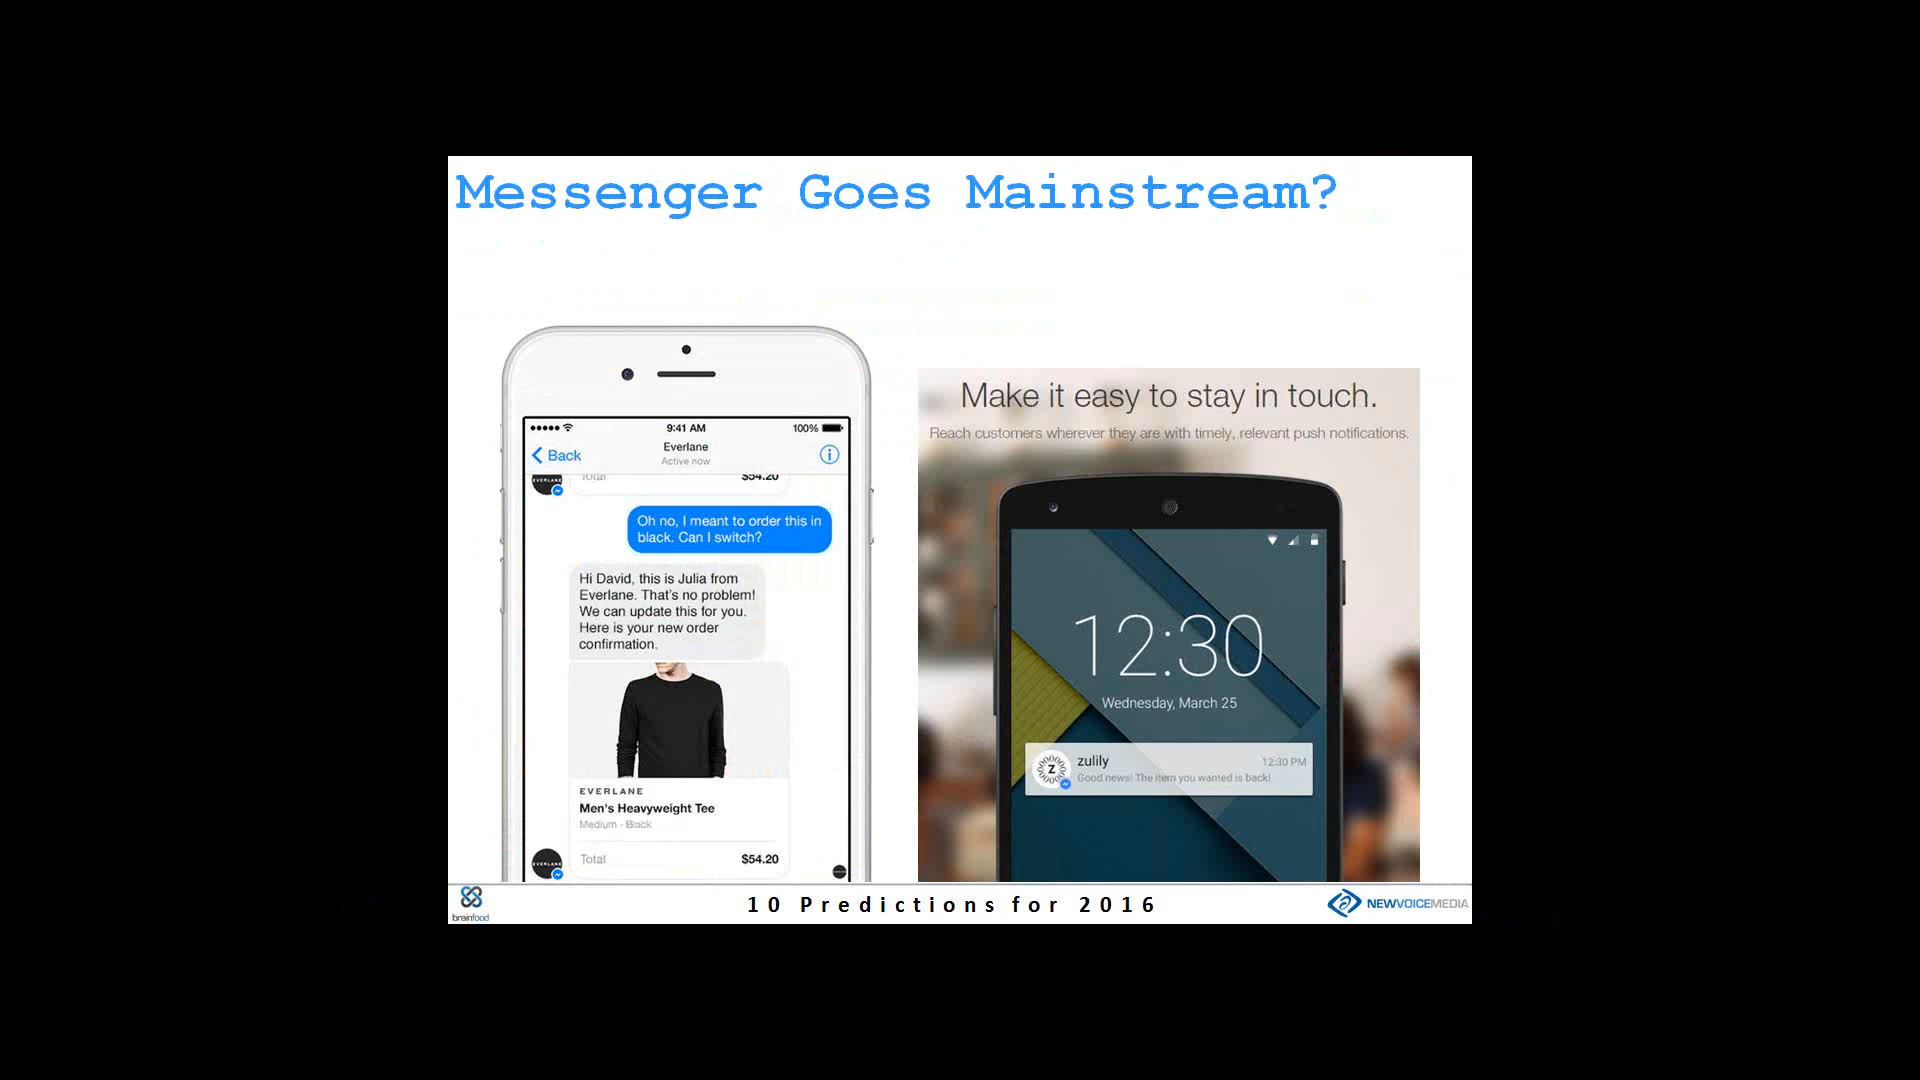 Messenger Goes Mainstream?
9:41 AM
100%
Back
Everlane
Active now
EVERLANE
Total
$54.20
Oh no, I meant to order this in
black. Can I switch?
Hi David, this is Julia from
Everlane. That's no problem!
We can update this for you.
Here is your new order
confirmation.
EVERLANE
Men's Heavyweight Tee
Medium - Black
EVERLANE
Total
$54.20
Make it easy to stay in touch.
Reach customers wherever they are with timely, relevant push notifications.
12:30
Wednesday, March 25
Z
zulily
12:30 PM
Good news! The item you wanted is back!
brainfood
10 Predictions for 2016
NEWVOICEMEDIA